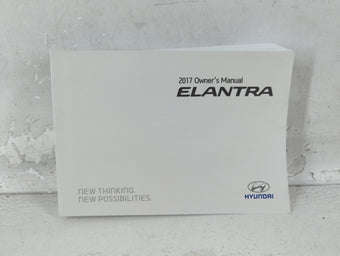 2017 Owner's Manual
ELANTRA
NEW THINKING.
NEW POSSIBILITIES.
HYUNDAI